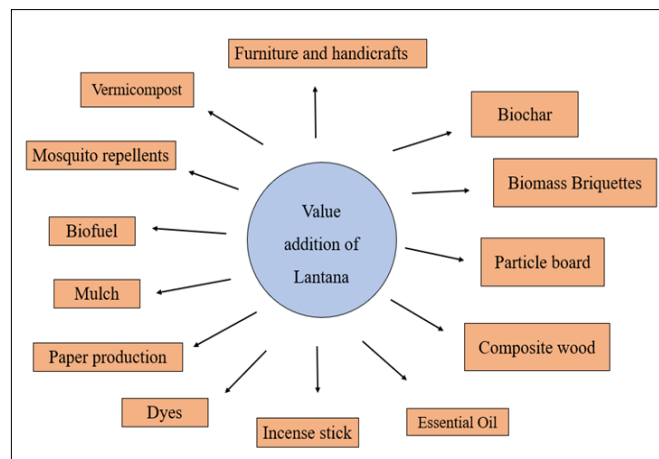 Furniture and handicrafts
Vermicompost
Biochar
Mosquito repellents
Biomass Briquettes
Value
addition of
Lantana
Biofuel
Particle board
Mulch
Paper production
Composite wood
Dyes
Incense stick
Essential Oil